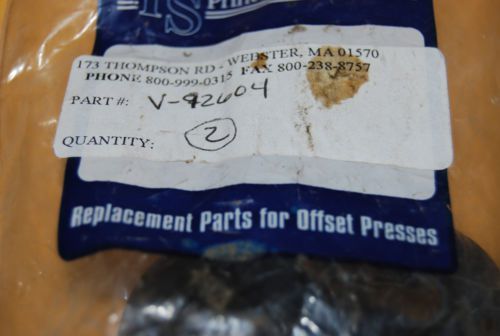 173 THOMPSON RD - WEBSTER, MA 01570
PHONE 800-999-0315 FAX 800-238-8757
PART #: V-92604
QUANTITY: 2
Replacement Parts for Offset Presses